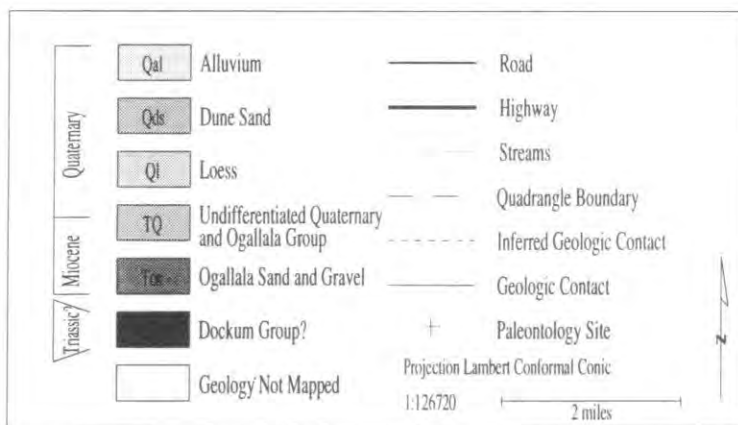 Quaternary
Miocene
Triassic?
Qal Alluvium
Qds Dune Sand
Ql Loess
TQ Undifferentiated Quaternary
and Ogallala Group
Ogallala Sand and Gravel
Dockum Group?
Geology Not Mapped
Road
Highway
Streams
Quadrangle Boundary
Inferred Geologic Contact
Geologic Contact
Paleontology Site
Projection Lambert Conformal Conic
1:126720
2 miles
N